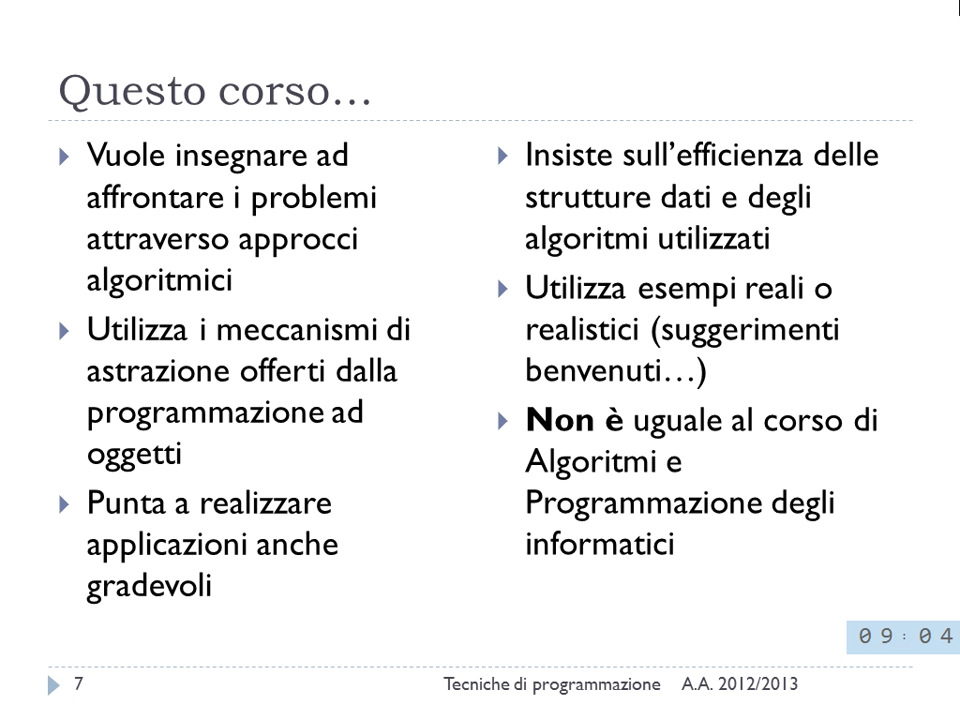 Questo corso…
Vuole insegnare ad
affrontare i problemi
attraverso approcci
algoritmici
Utilizza i meccanismi di
astrazione offerti dalla
programmazione ad
oggetti
Punta a realizzare
applicazioni anche
gradevoli
Insiste sull’efficienza delle
strutture dati e degli
algoritmi utilizzati
Utilizza esempi reali o
realistici (suggerimenti
benvenuti…)
Non è uguale al corso di
Algoritmi e
Programmazione degli
informatici
09:04
7 Tecniche di programmazione A.A. 2012/2013